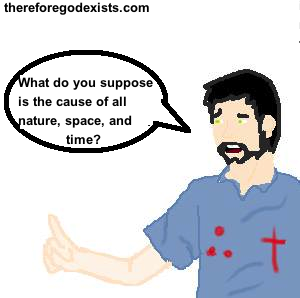 thereforegodexists.com
What do you suppose
is the cause of all
nature, space, and
time?